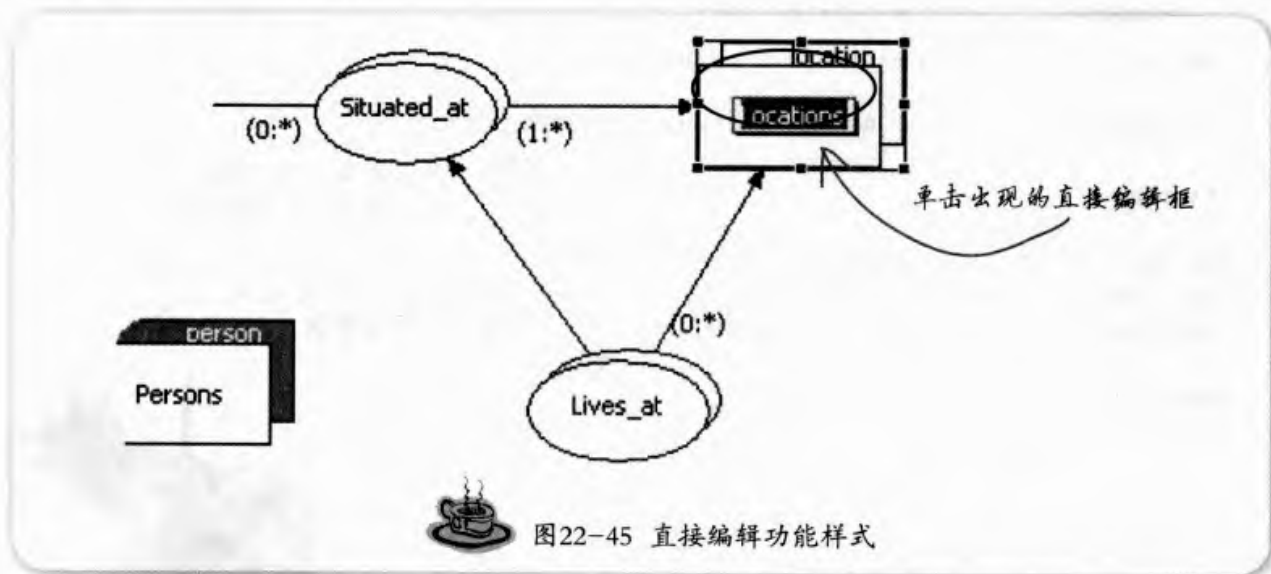 location
Situated_at
locations
(0:*)
(1:*)
单击出现的直接编辑框
(0:*)
person
Persons
Lives_at
图22-45 直接编辑功能样式